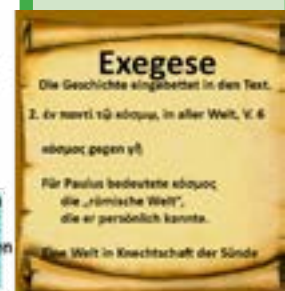 Exegese
Die Geschichte eingebettet in den Text.
2. ἐν παντὶ τῷ κόσμῳ, in aller Welt, V. 6
κόσμος gegen γῆ
Für Paulus bedeutete κόσμος
die „römische Welt",
die er persönlich kannte.
Eine Welt in Knechtschaft der Sünde